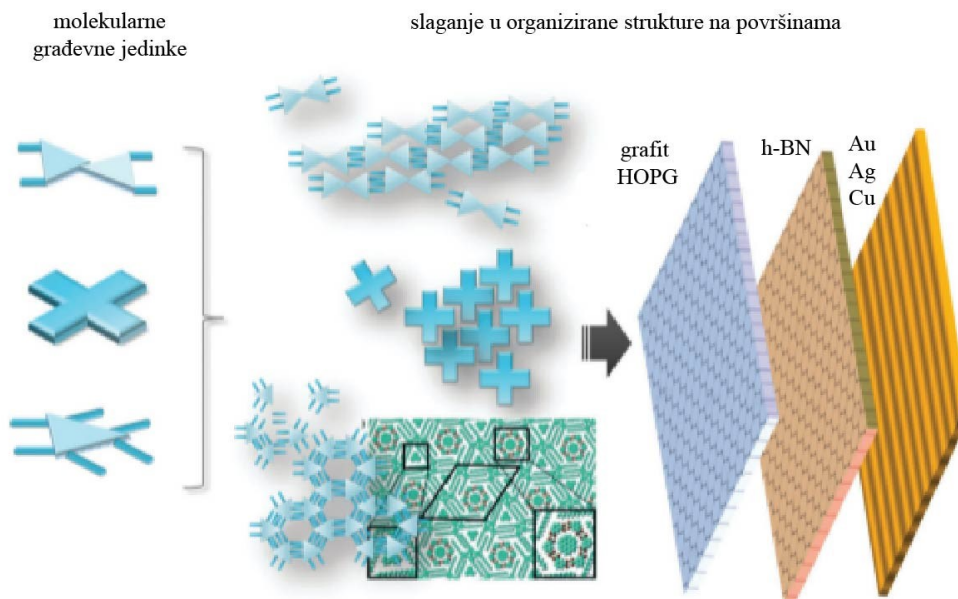 molekularne
građevne jedinke
slaganje u organizirane strukture na površinama
grafit
HOPG
h-BN
Au
Ag
Cu